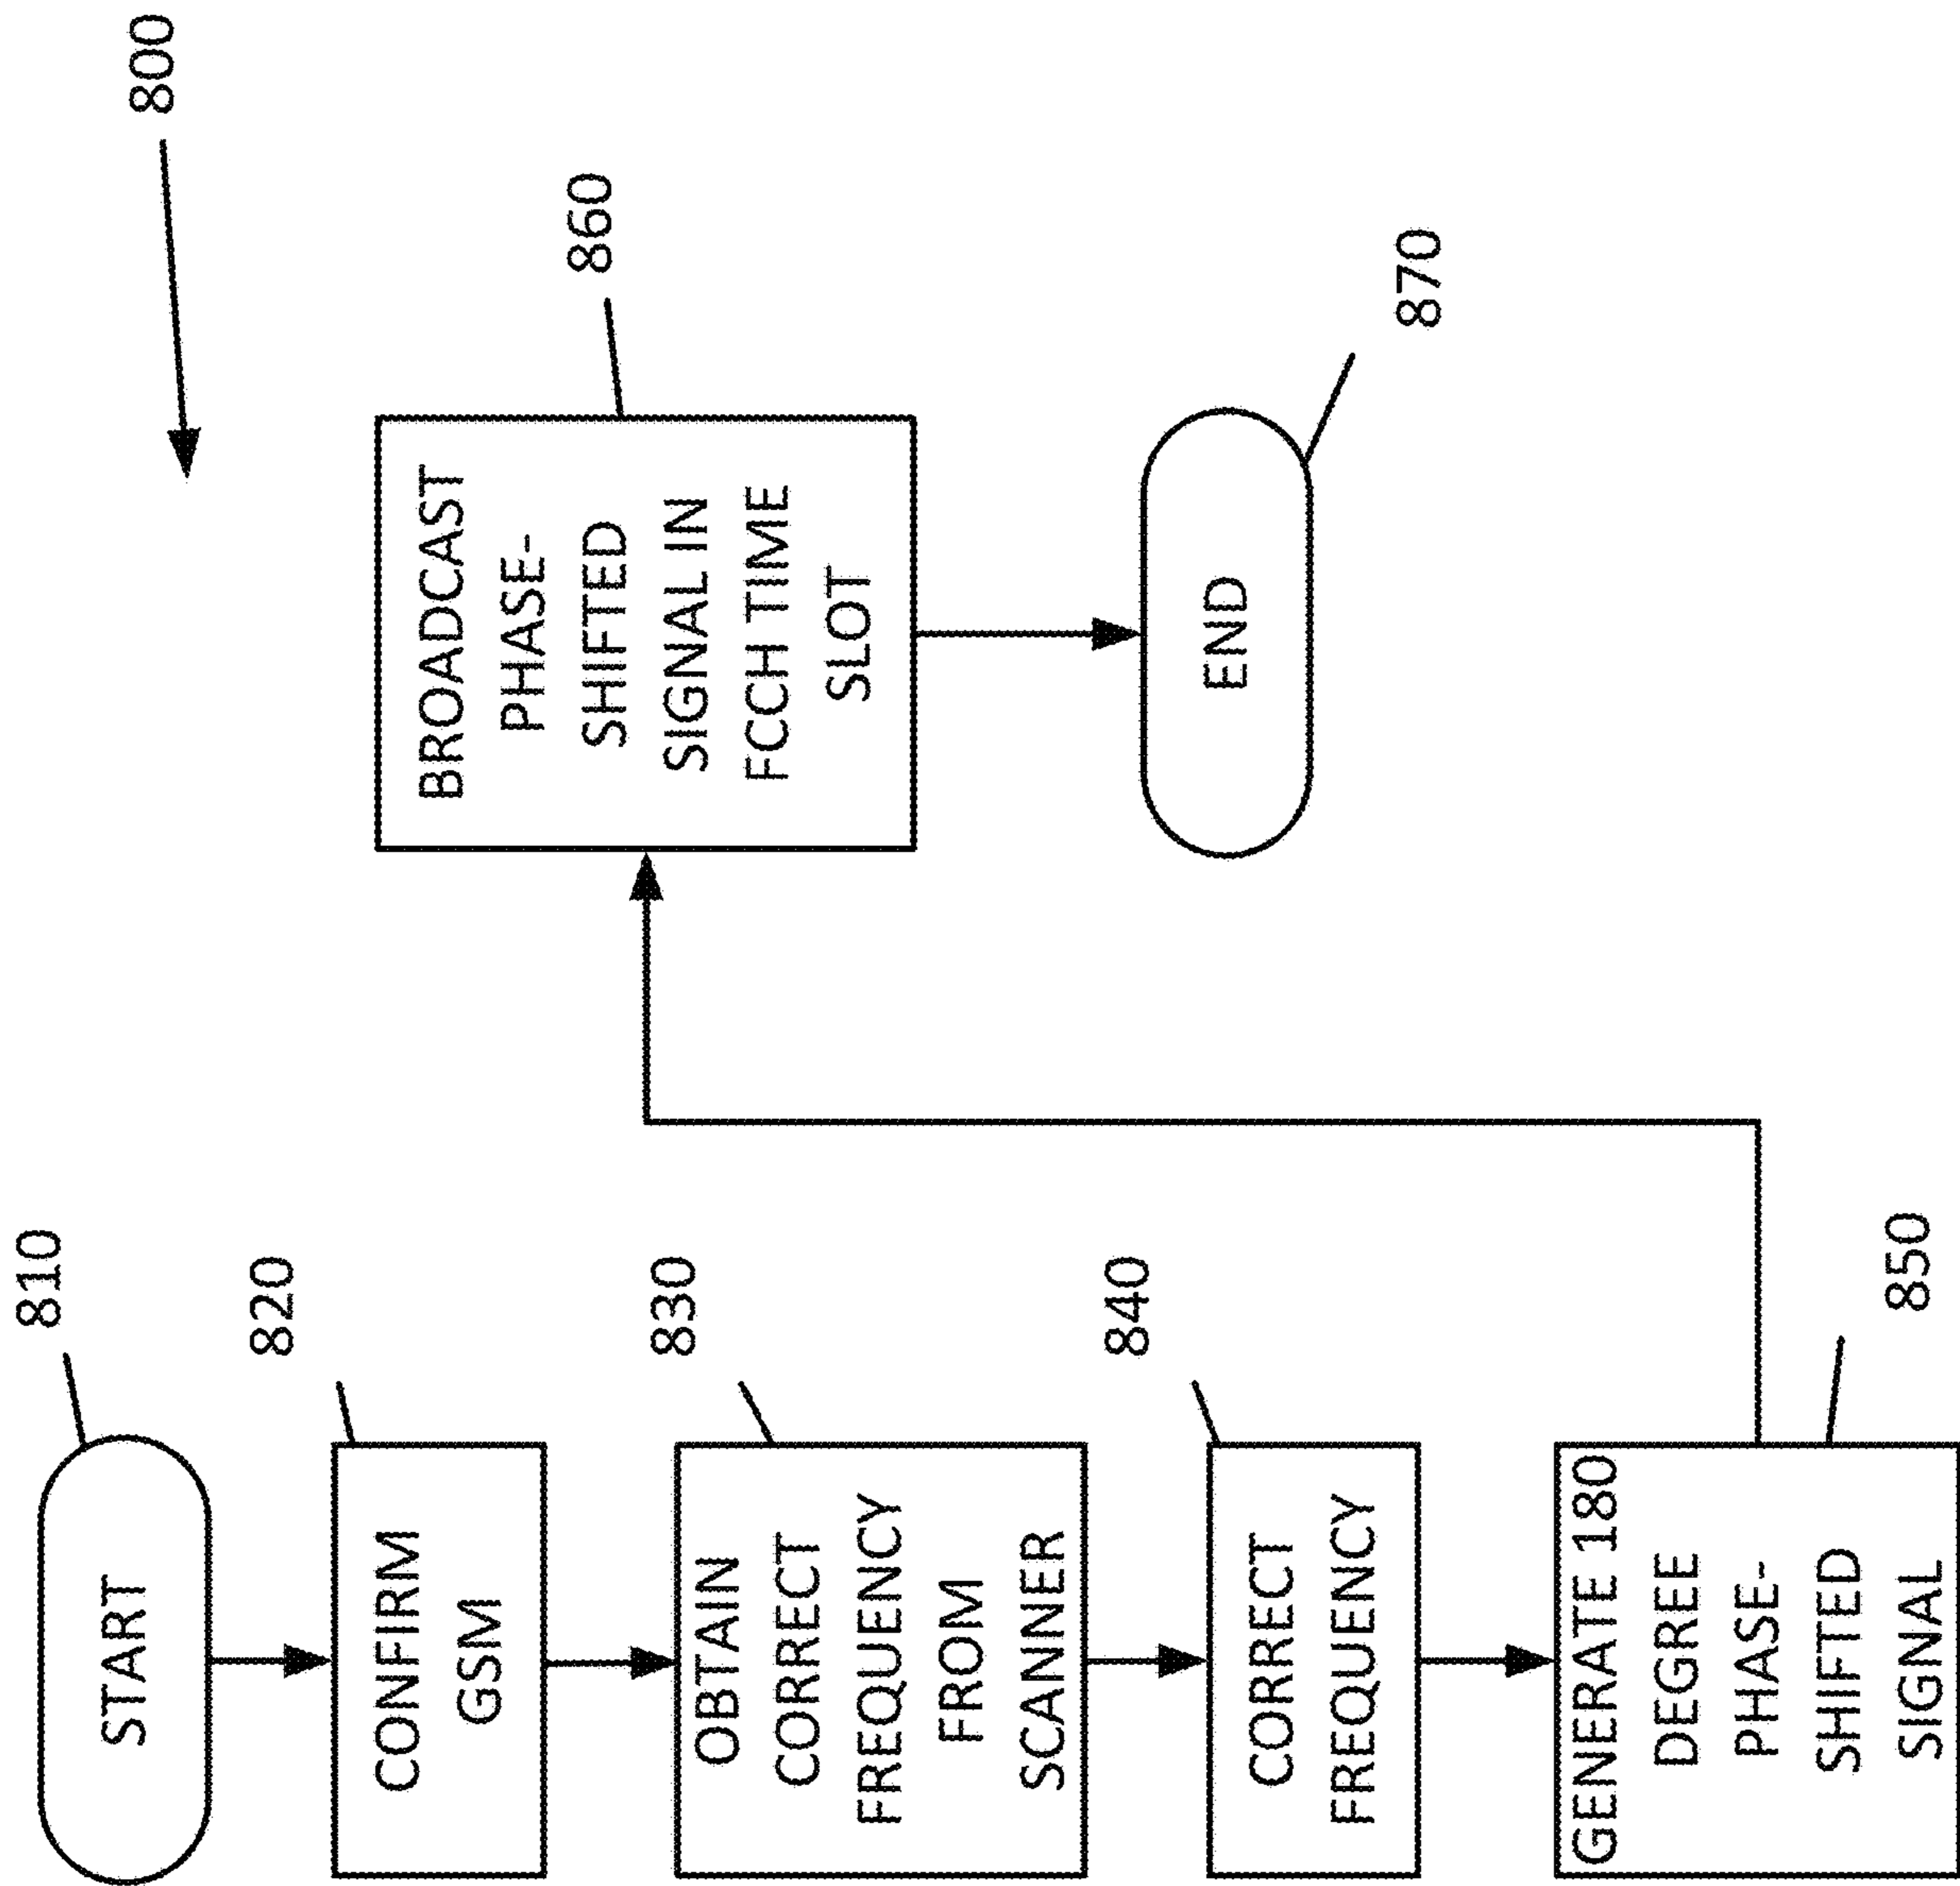 800
810
START
820
CONFIRM
GSM
830
OBTAIN
CORRECT
FREQUENCY
FROM
SCANNER
840
CORRECT
FREQUENCY
850
GENERATE 180
DEGREE
PHASE-
SHIFTED
SIGNAL
860
BROADCAST
PHASE-
SHIFTED
SIGNAL IN
FCCH TIME
SLOT
870
END